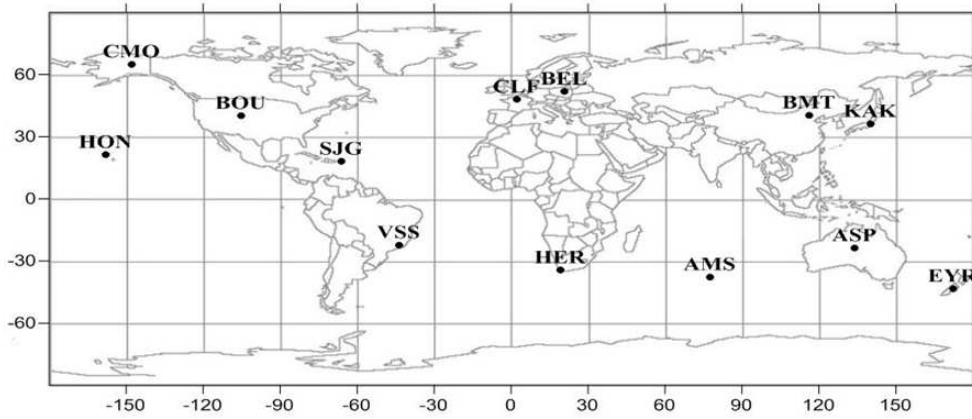 CMO
60
CLF BEL
BOU
BMT
KAK
30
HON
SJG
0
VSS
ASP
HER
AMS
-30
EYR
-60
-150 -120 -90 -60 -30 0 30 60 90 120 150